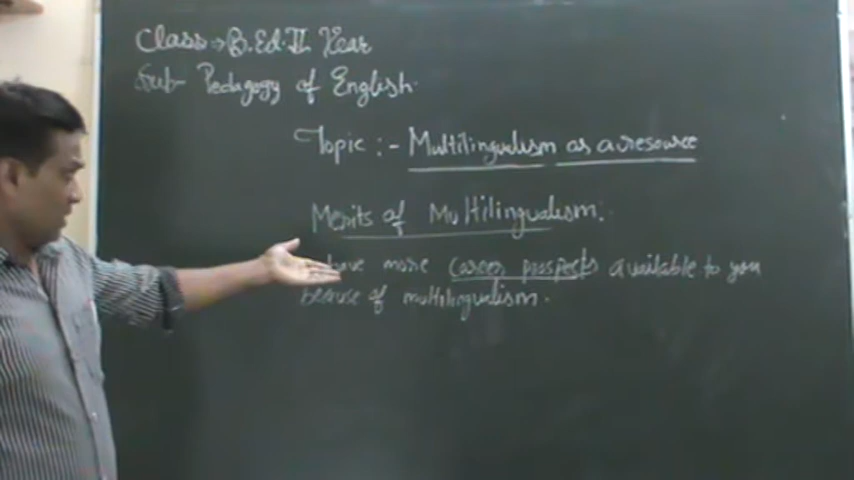 Class → B.Ed. II Year
Sub- Pedagogy of English.
Topic :- Multilingualism as a resource
Merits of Multilingualism:
have more career prospects available to you
because of multilingualism.